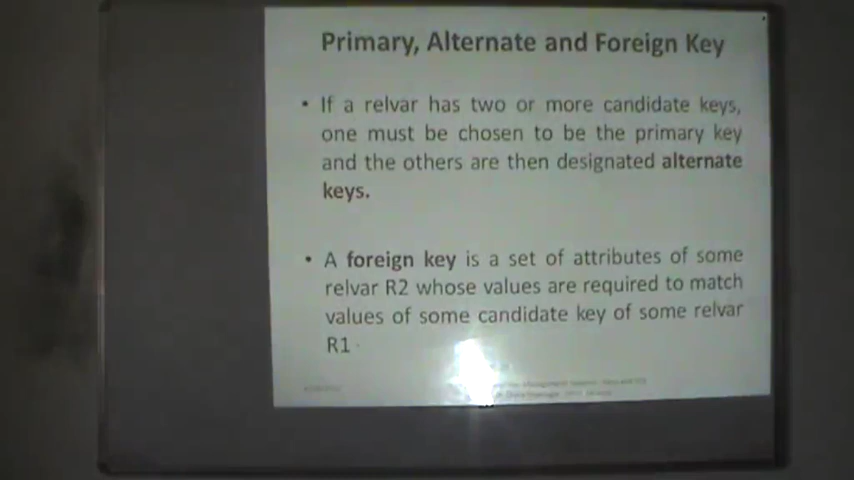 Primary, Alternate and Foreign Key
• If a relvar has two or more candidate keys,
one must be chosen to be the primary key
and the others are then designated alternate
keys.
• A foreign key is a set of attributes of some
relvar R2 whose values are required to match
values of some candidate key of some relvar
R1